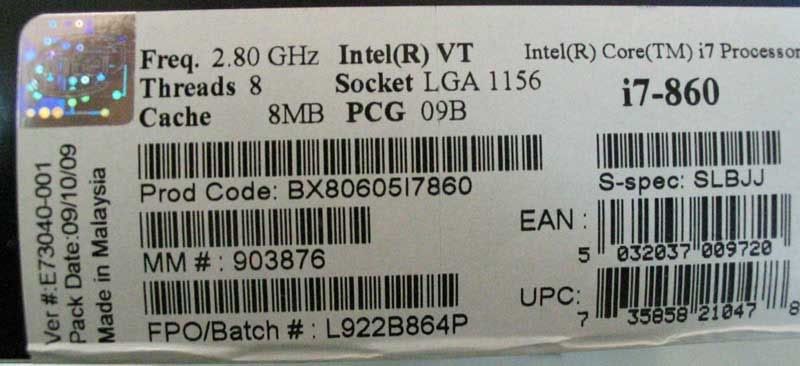 Freq. 2.80 GHz Intel(R) VT
Threads 8 Socket LGA 1156
Cache 8MB PCG 09B
Intel(R) Core(TM) i7 Processor
i7-860
Prod Code: BX80605I7860
S-spec: SLBJJ
MM # : 903876
EAN :
5 032037 009720
FPO/Batch # : L922B864P
UPC:
7 35858 21047 8
Ver #:E73040-001
Pack Date:09/10/09
Made in Malaysia